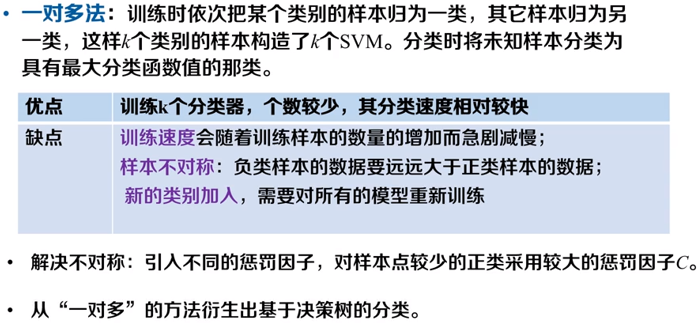 • 一对多法：训练时依次把某个类别的样本归为一类，其它样本归为另
一类，这样k个类别的样本构造了k个SVM。分类时将未知样本分类为
具有最大分类函数值的那类。
优点 训练k个分类器，个数较少，其分类速度相对较快
缺点 训练速度会随着训练样本的数量的增加而急剧减慢；
样本不对称：负类样本的数据要远远大于正类样本的数据；
新的类别加入，需要对所有的模型重新训练
• 解决不对称：引入不同的惩罚因子，对样本点较少的正类采用较大的惩罚因子C。
• 从“一对多”的方法衍生出基于决策树的分类。